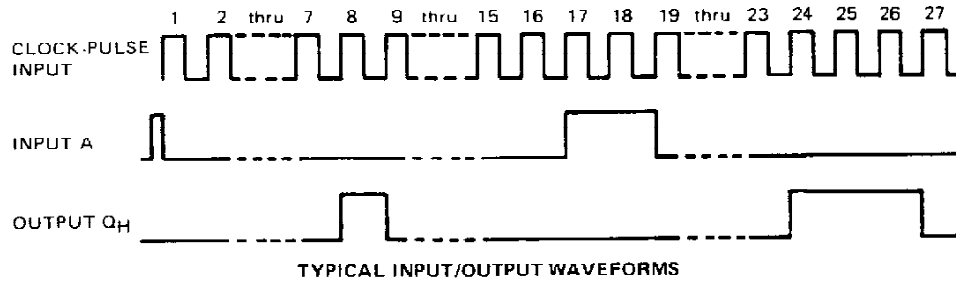 1 2 thru 7 8 9 thru 15 16 17 18 19 thru 23 24 25 26 27
CLOCK-PULSE
INPUT
INPUT A
OUTPUT QH
TYPICAL INPUT/OUTPUT WAVEFORMS